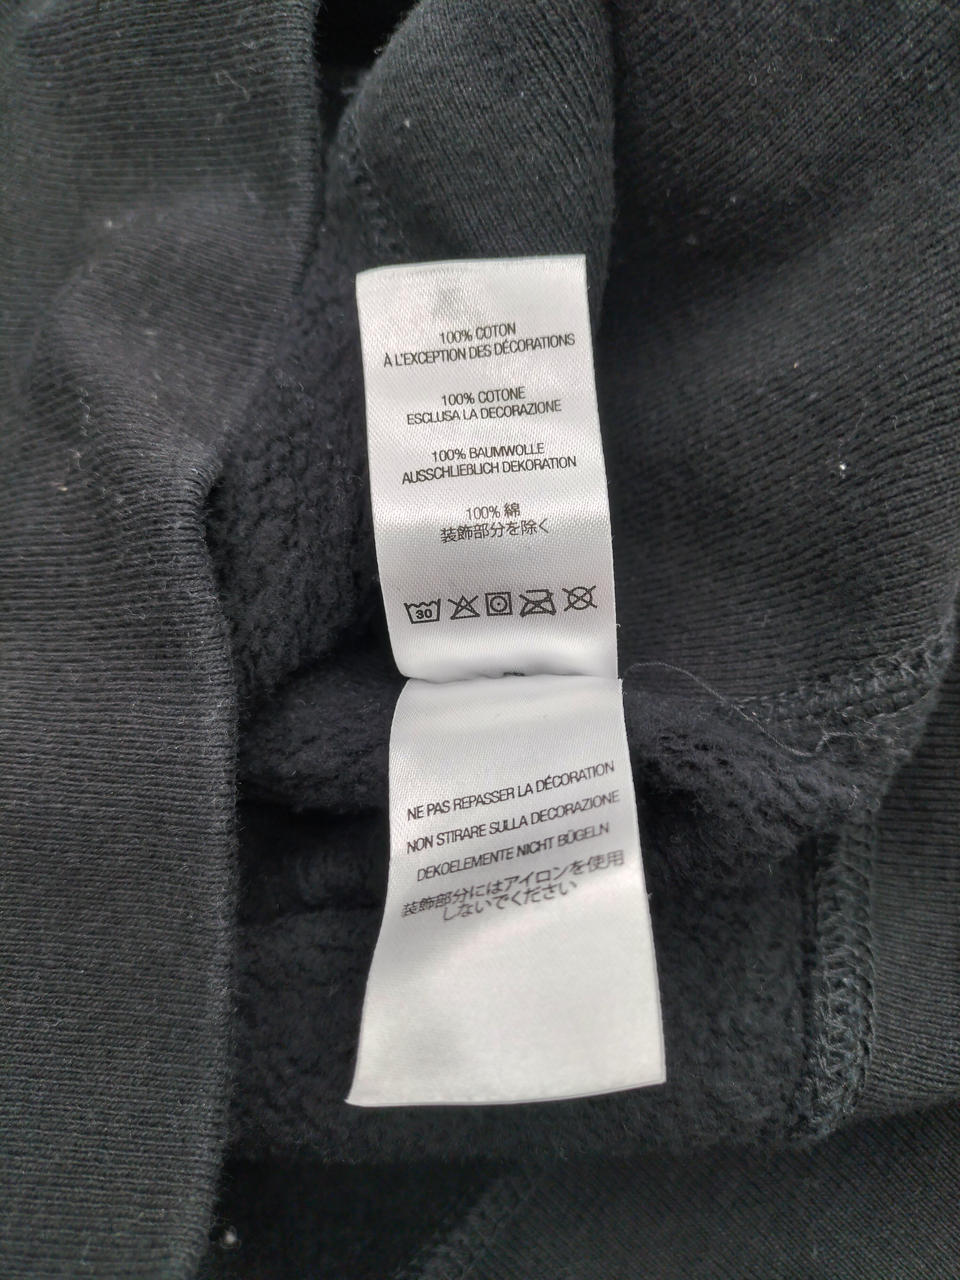 100% COTON
À L'EXCEPTION DES DÉCORATIONS
100% COTONE
ESCLUSA LA DECORAZIONE
100% BAUMWOLLE
AUSSCHLIEBLICH DEKORATION
100% 綿
装飾部分を除く
30
NE PAS REPASSER LA DÉCORATION
NON STIRARE SULLA DECORAZIONE
DEKOELEMENTE NICHT BÜGELN
装飾部分にはアイロンを使用
しないでください